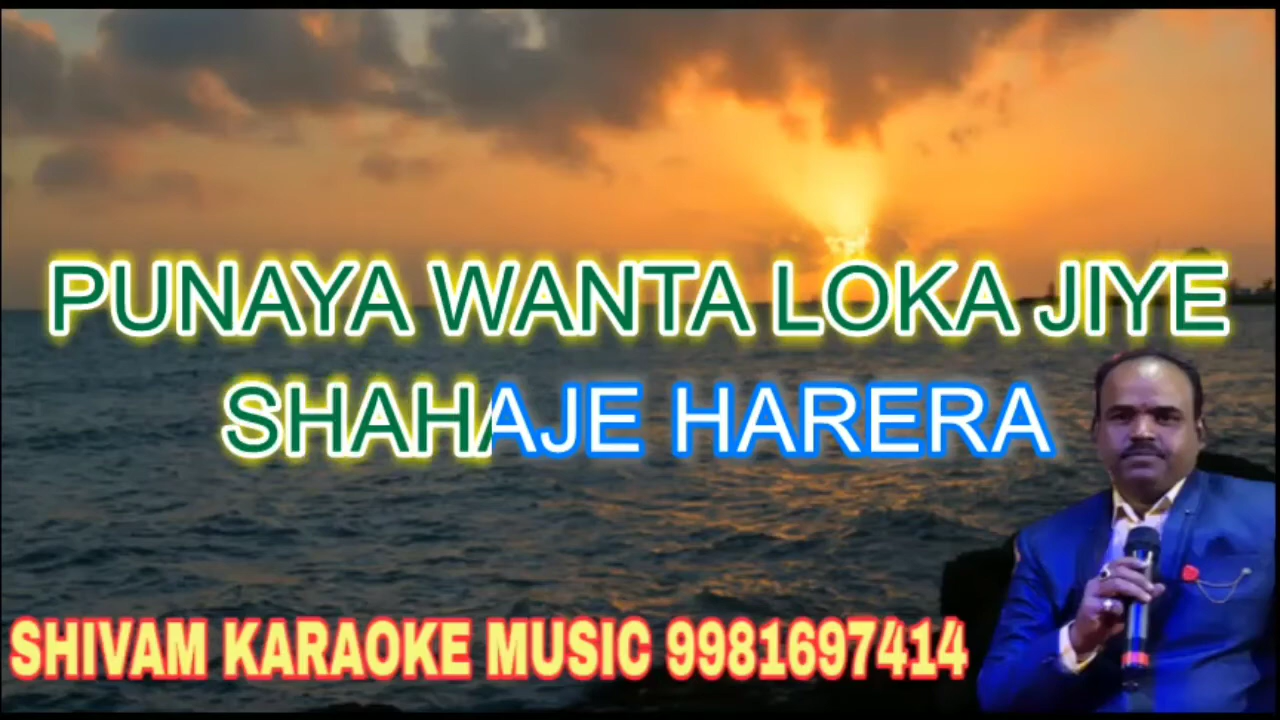 PUNAYA WANTA LOKA JIYE
SHAHAJE HARERA
SHIVAM KARAOKE MUSIC 9981697414